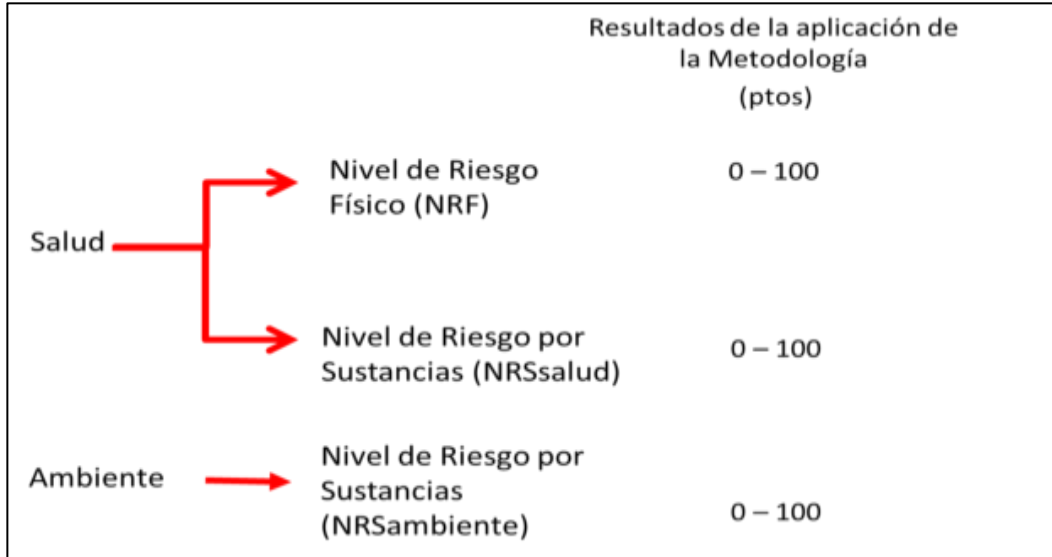 Resultados de la aplicación de
la Metodología
(ptos)
Nivel de Riesgo
Físico (NRF)
0 – 100
Salud
Nivel de Riesgo por
Sustancias (NRSsalud)
0 – 100
Ambiente
Nivel de Riesgo por
Sustancias
(NRSambiente)
0 – 100